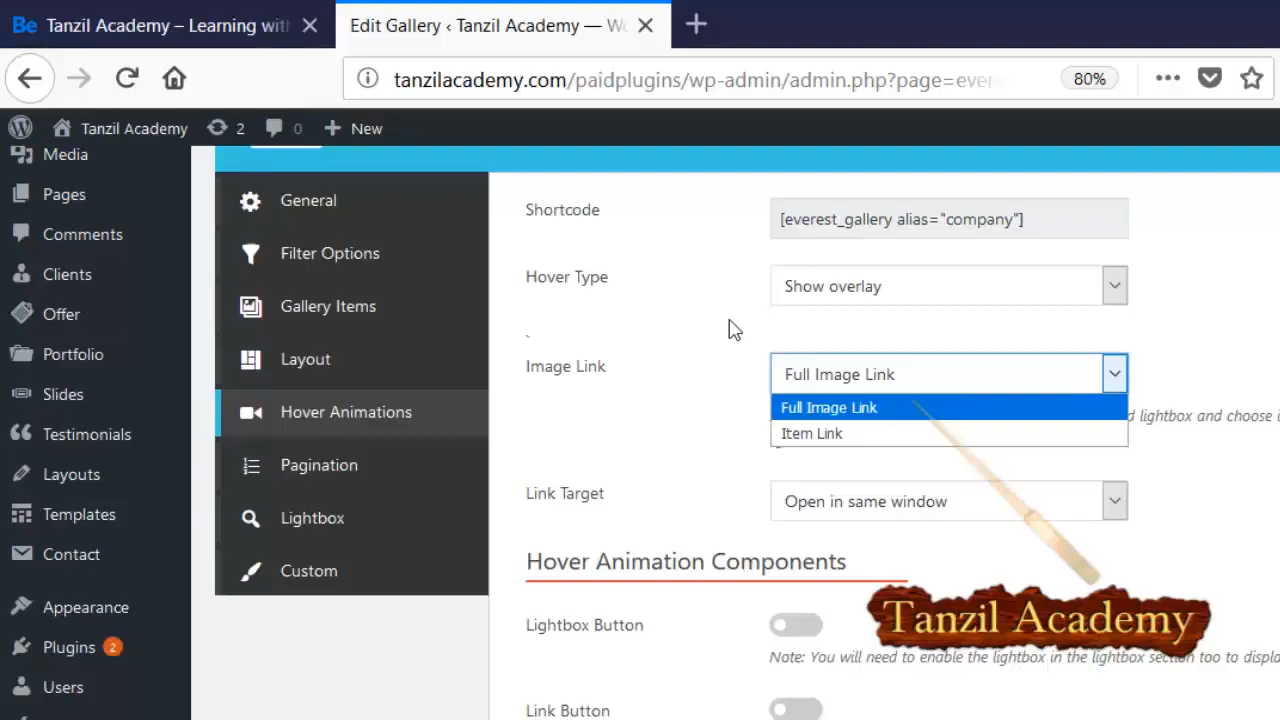 Be Tanzil Academy – Learning with
Edit Gallery ‹ Tanzil Academy —
tanzilacademy.com/paidplugins/wp-admin/admin.php?page=ever
80%
Tanzil Academy
2
0
New
Media
Pages
Comments
Clients
Offer
Portfolio
Slides
Testimonials
Layouts
Templates
Contact
Appearance
Plugins 2
Users
General
Filter Options
Gallery Items
Layout
Hover Animations
Pagination
Lightbox
Custom
Shortcode
[everest_gallery alias="company"]
Hover Type
Show overlay
`
Image Link
Full Image Link
Full Image Link
Item Link
d lightbox and choose
Link Target
Open in same window
Hover Animation Components
Lightbox Button
Note: You will need to enable the lightbox in the lightbox section too to displa
Link Button
Tanzil Academy